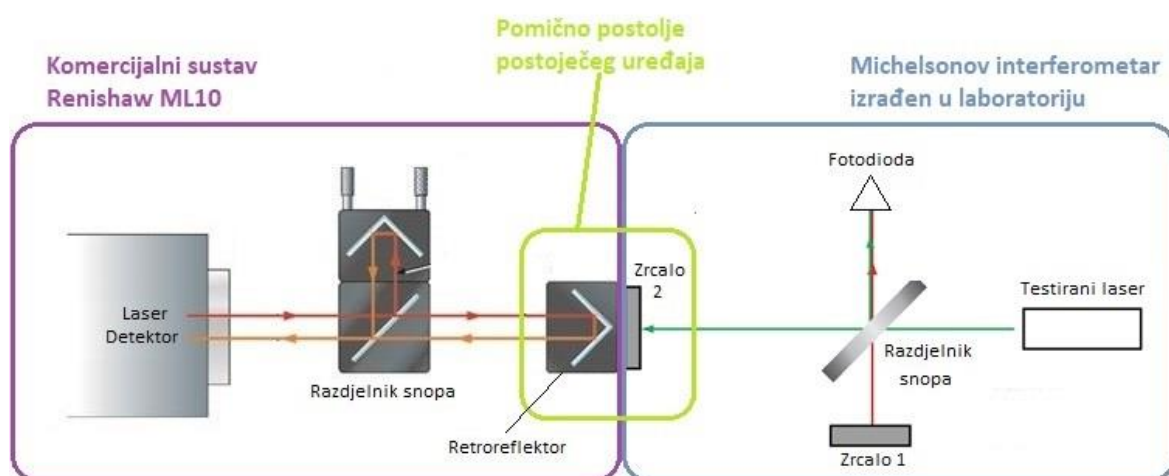 Pomično postolje
postoječeg uređaja
Komercijalni sustav
Renishaw ML10
Michelsonov interferometar
izrađen u laboratoriju
Fotodioda
Zrcalo
2
Testirani laser
Laser
Detektor
Razdjelnik
snopa
Razdjelnik snopa
Retroreflektor
Zrcalo 1